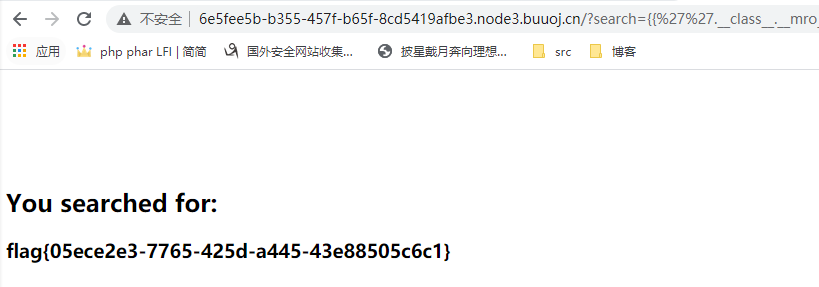 不安全 | 6e5fee5b-b355-457f-b65f-8cd5419afbe3.node3.buuoj.cn/?search={{%27%27.__class__.__mro_
应用 php phar LFI | 简简 国外安全网站收集... 披星戴月奔向理想... src 博客
You searched for:
flag{05ece2e3-7765-425d-a445-43e88505c6c1}